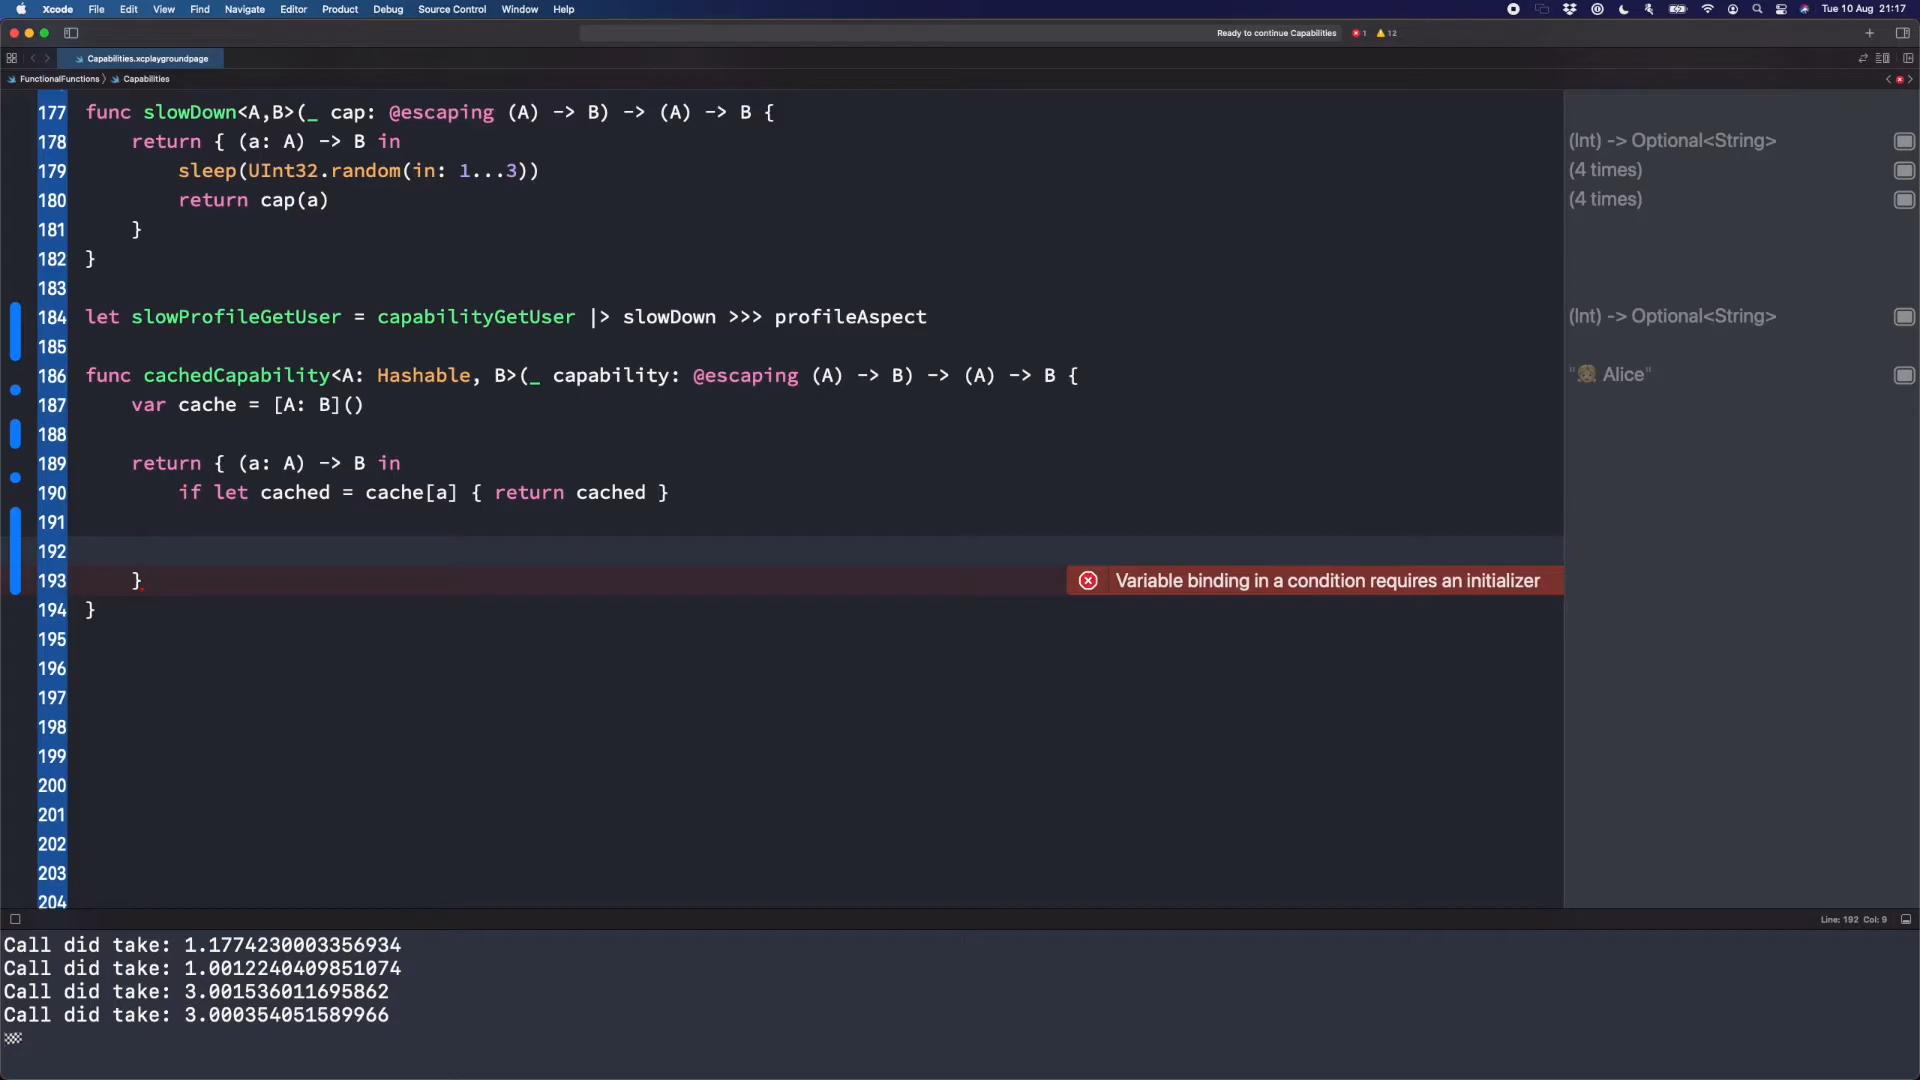 Xcode File Edit View Find Navigate Editor Product Debug Source Control Window Help Tue 10 Aug 21:17
Ready to continue Capabilities 1 12
Capabilities.xcplaygroundpage
FunctionalFunctions Capabilities
177 func slowDown<A,B>(_ cap: @escaping (A) -> B) -> (A) -> B {
178 return { (a: A) -> B in (Int) -> Optional<String>
179 sleep(UInt32.random(in: 1...3)) (4 times)
180 return cap(a) (4 times)
181 }
182 }
183
184 let slowProfileGetUser = capabilityGetUser |> slowDown >>> profileAspect (Int) -> Optional<String>
185
186 func cachedCapability<A: Hashable, B>(_ capability: @escaping (A) -> B) -> (A) -> B { "👩🏼 Alice"
187 var cache = [A: B]()
188
189 return { (a: A) -> B in
190 if let cached = cache[a] { return cached }
191
192
193 } Variable binding in a condition requires an initializer
194 }
195
196
197
198
199
200
201
202
203
204
Line: 192 Col: 9
Call did take: 1.1774230003356934
Call did take: 1.0012240409851074
Call did take: 3.001536011695862
Call did take: 3.000354051589966